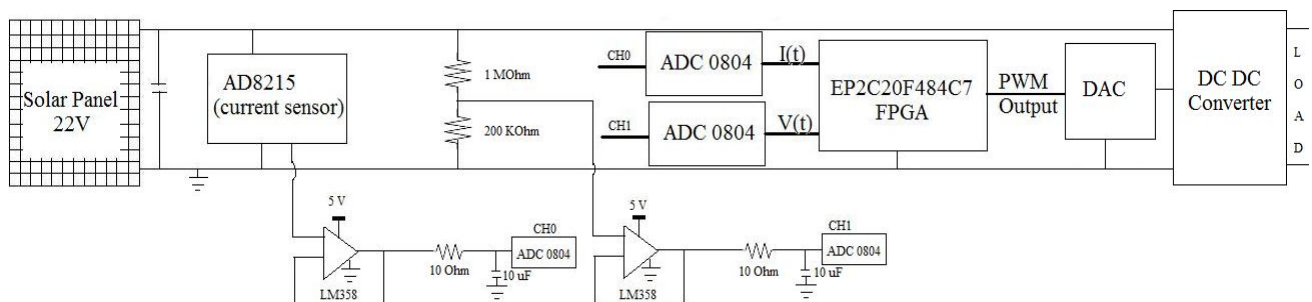 Solar Panel
22V
AD8215
(current sensor)
1 MOhm
200 KOhm
CH0
ADC 0804
I(t)
CH1
ADC 0804
V(t)
EP2C20F484C7
FPGA
PWM
Output
DAC
DC DC
Converter
LOAD
5 V
LM358
10 Ohm
10 uF
CH0
ADC 0804
5 V
LM358
10 Ohm
10 uF
CH1
ADC 0804